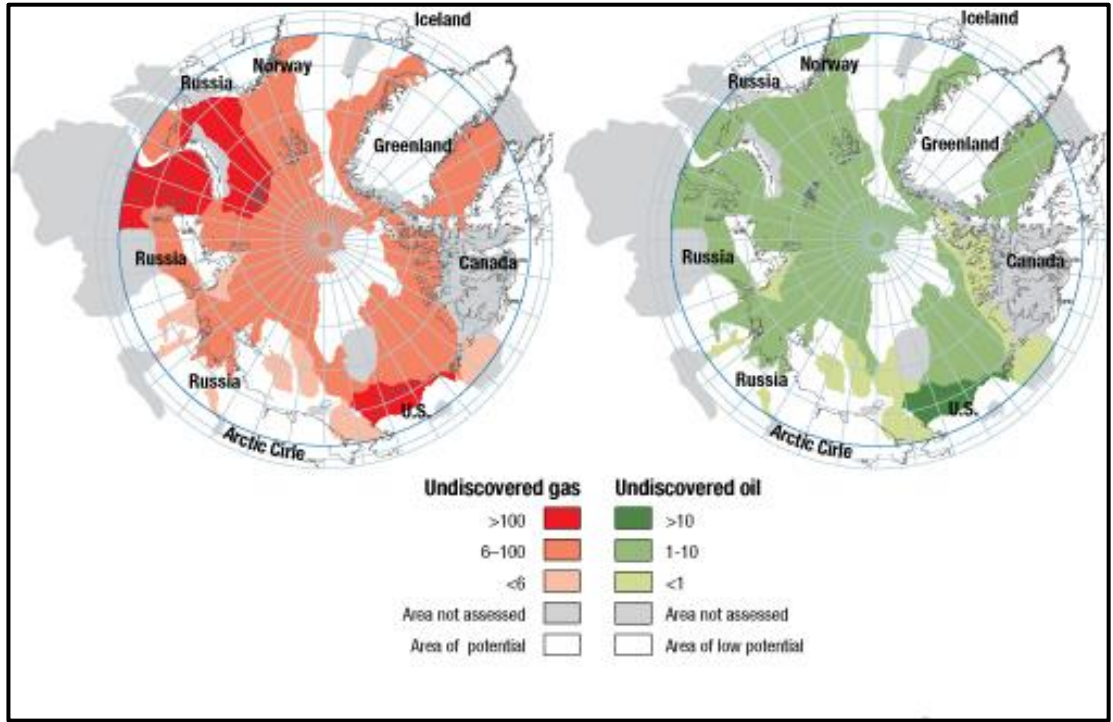 Iceland
Norway
Russia
Greenland
Russia
Canada
Russia
U.S.
Arctic Cirle
Iceland
Norway
Russia
Greenland
Russia
Canada
Russia
U.S.
Arctic Cirle
Undiscovered gas
>100
6–100
<6
Area not assessed
Area of potential
Undiscovered oil
>10
1-10
<1
Area not assessed
Area of low potential